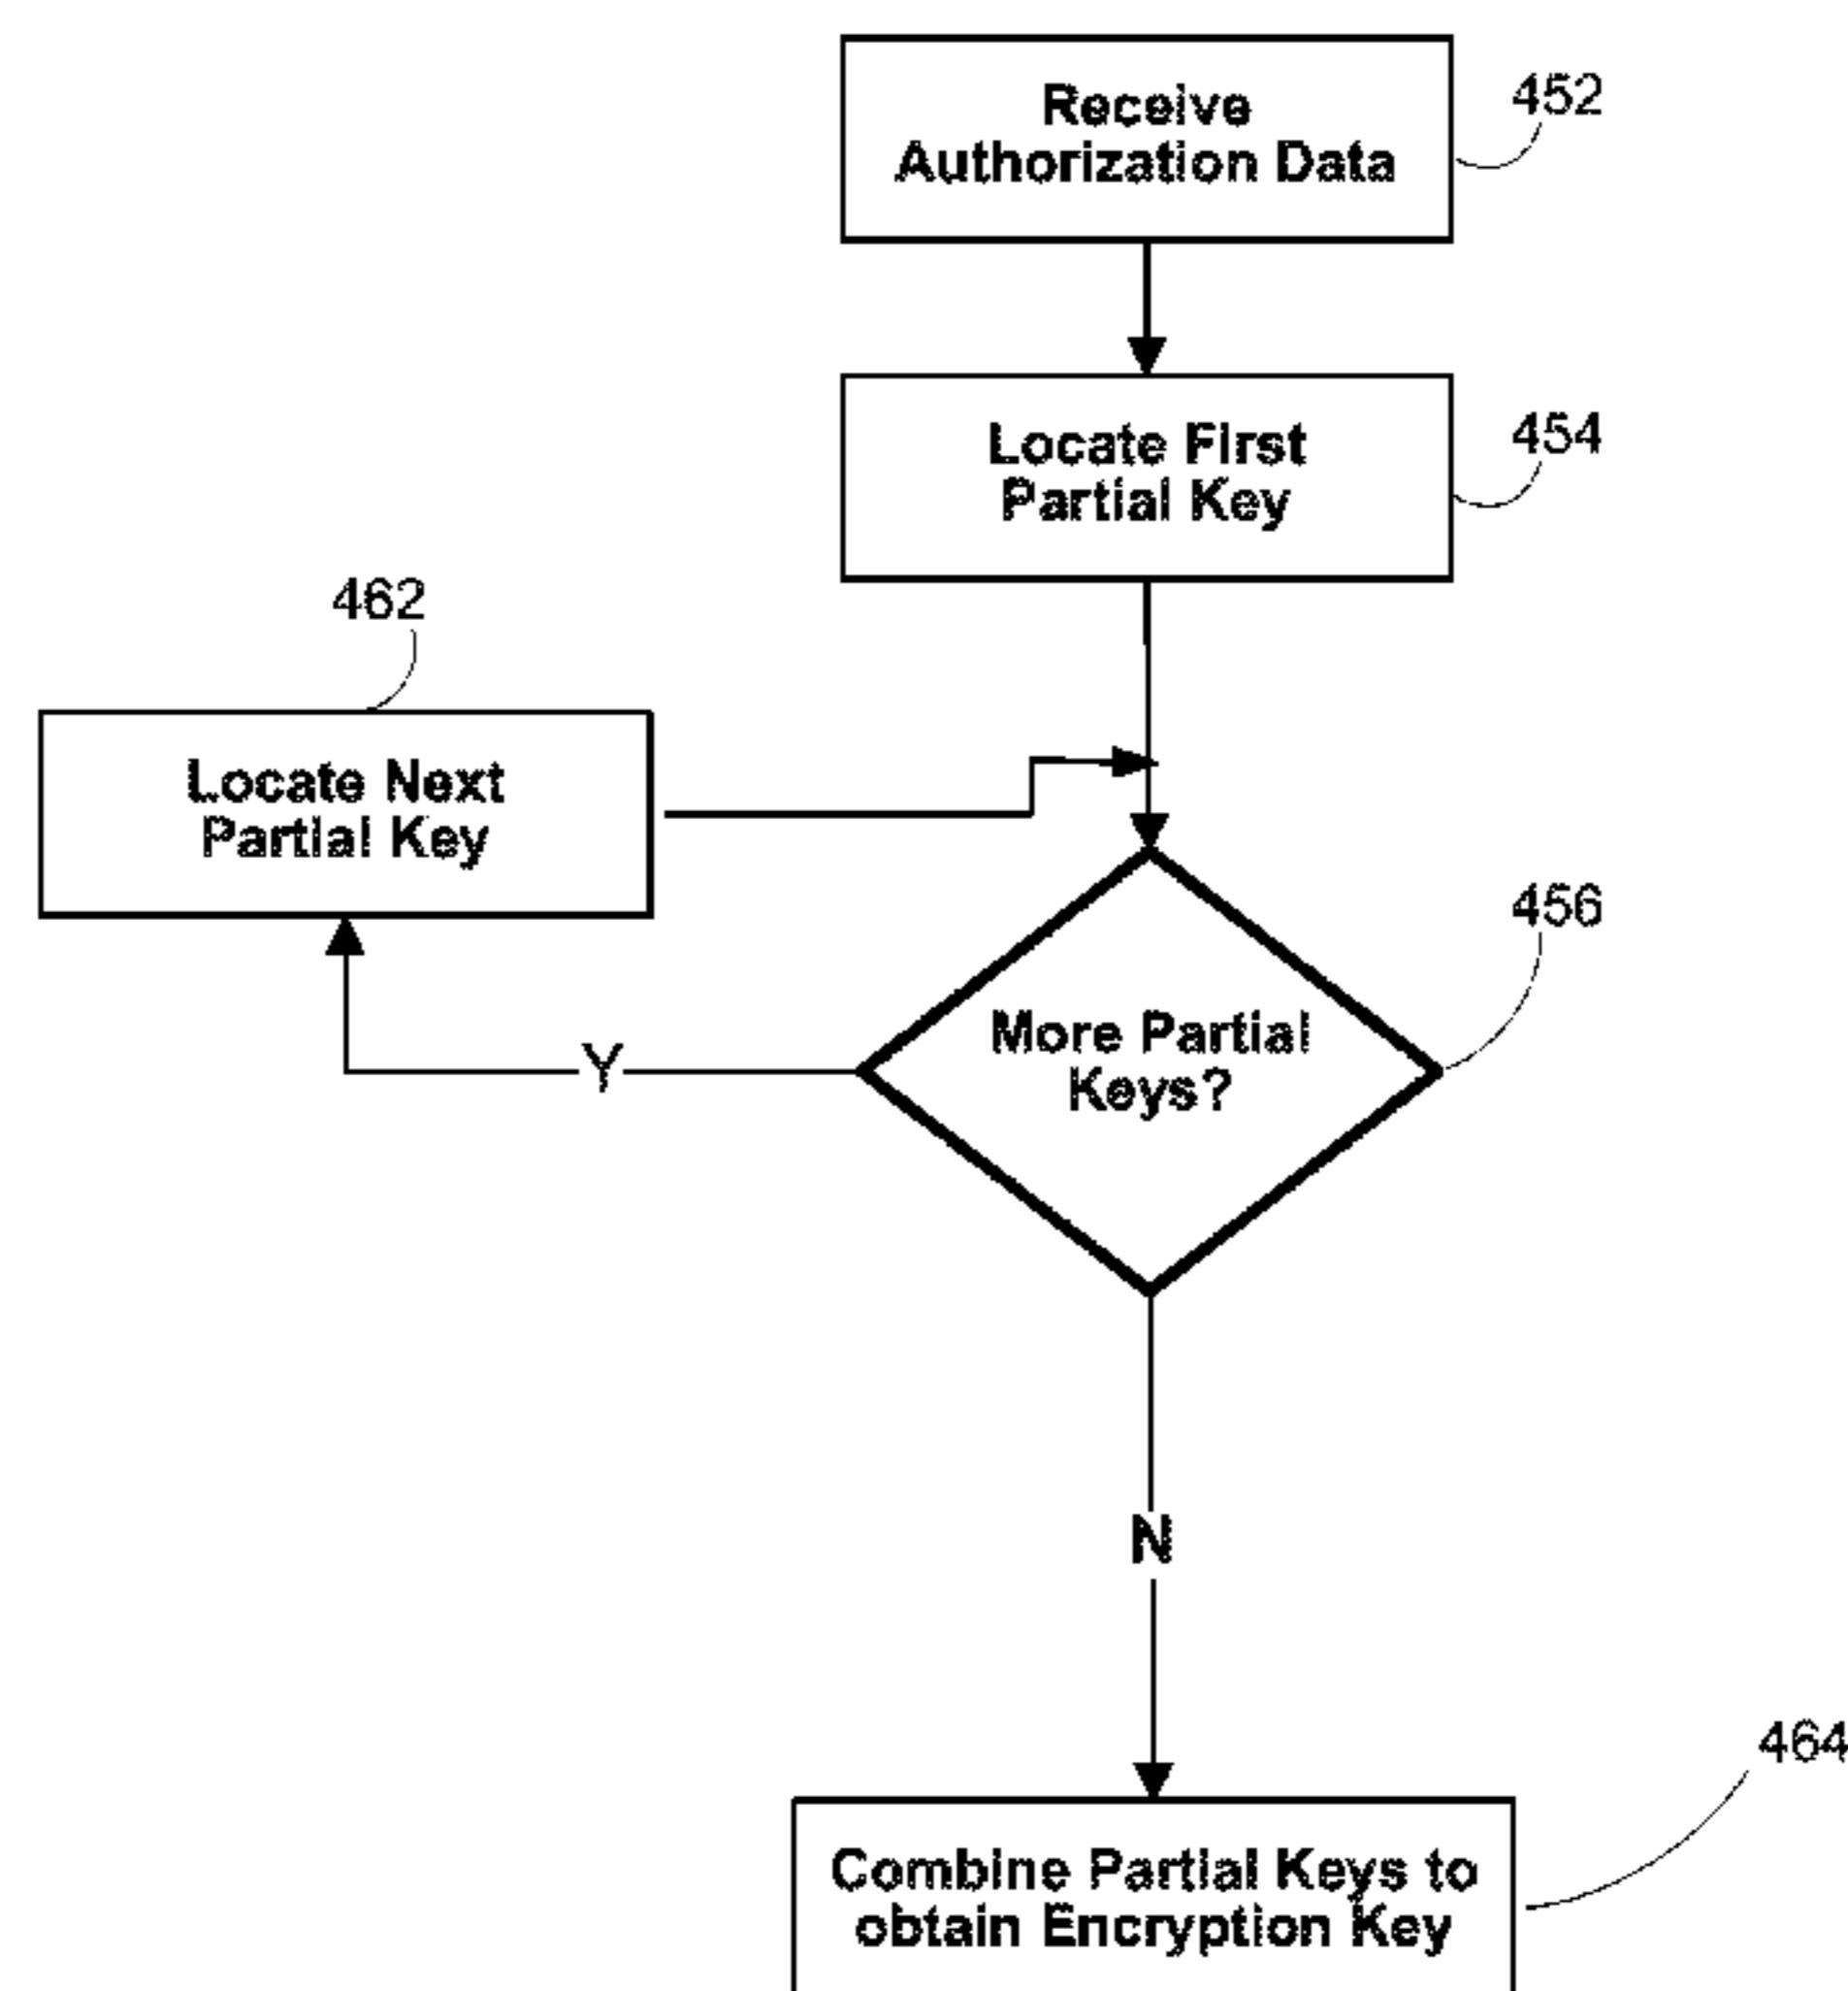 Receive
Authorization Data
452
Locate First
Partial Key
454
462
Locate Next
Partial Key
456
More Partial
Keys?
Y
N
464
Combine Partial Keys to
obtain Encryption Key